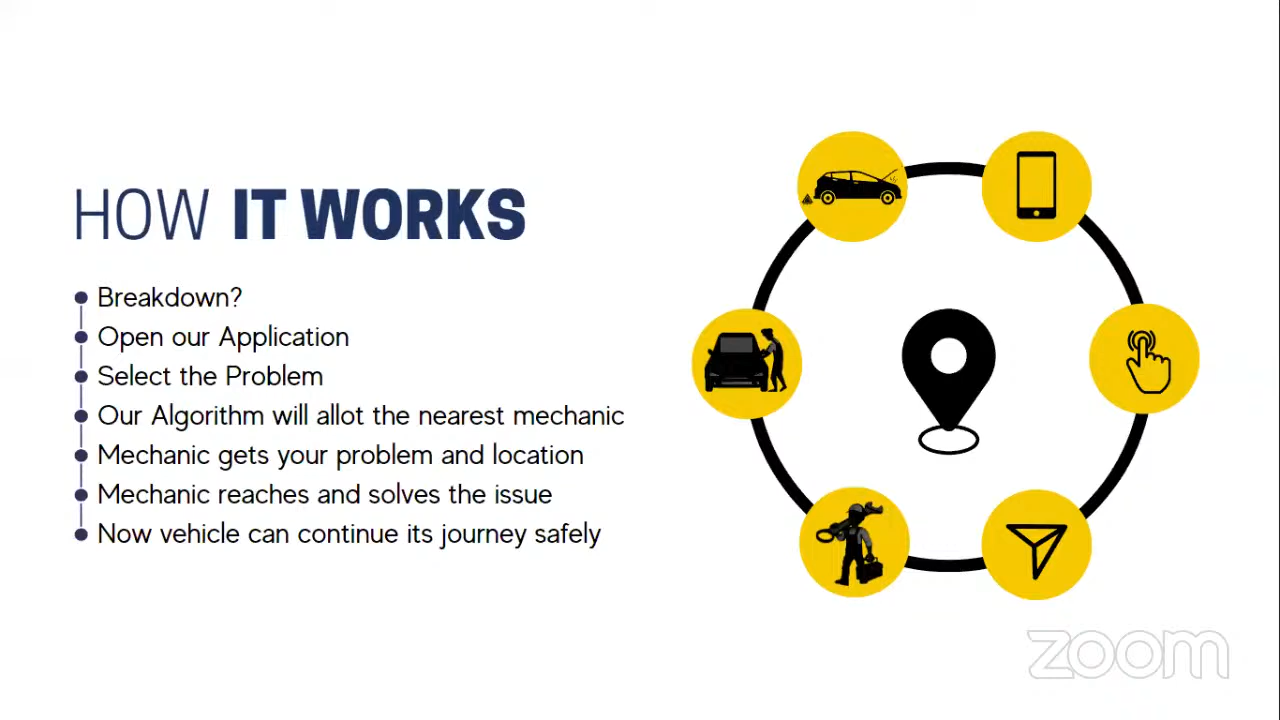 HOW IT WORKS
Breakdown?
Open our Application
Select the Problem
Our Algorithm will allot the nearest mechanic
Mechanic gets your problem and location
Mechanic reaches and solves the issue
Now vehicle can continue its journey safely
zoom